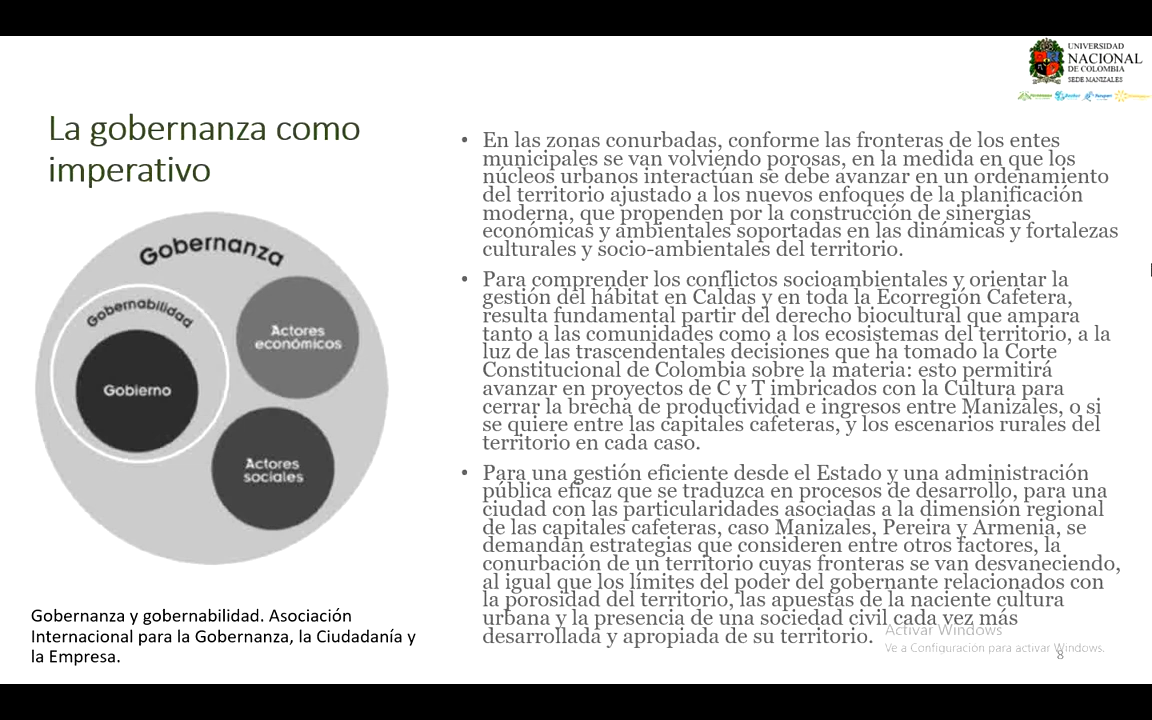 UNIVERSIDAD
NACIONAL
DE COLOMBIA
SEDE MANIZALES
La gobernanza como
imperativo
Gobernanza
Gobernabilidad
Gobierno
Actores
económicos
Actores
sociales
Gobernanza y gobernabilidad. Asociación
Internacional para la Gobernanza, la Ciudadanía y
la Empresa.
• En las zonas conurbadas, conforme las fronteras de los entes
municipales se van volviendo porosas, en la medida en que los
núcleos urbanos interactúan se debe avanzar en un ordenamiento
del territorio ajustado a los nuevos enfoques de la planificación
moderna, que propenden por la construcción de sinergias
económicas y ambientales soportadas en las dinámicas y fortalezas
culturales y socio-ambientales del territorio.
• Para comprender los conflictos socioambientales y orientar la
gestión del hábitat en Caldas y en toda la Ecorregión Cafetera,
resulta fundamental partir del derecho biocultural que ampara
tanto a las comunidades como a los ecosistemas del territorio, a la
luz de las trascendentales decisiones que ha tomado la Corte
Constitucional de Colombia sobre la materia: esto permitirá
avanzar en proyectos de C y T imbricados con la Cultura para
cerrar la brecha de productividad e ingresos entre Manizales, o si
se quiere entre las capitales cafeteras, y los escenarios rurales del
territorio en cada caso.
• Para una gestión eficiente desde el Estado y una administración
pública eficaz que se traduzca en procesos de desarrollo, para una
ciudad con las particularidades asociadas a la dimensión regional
de las capitales cafeteras, caso Manizales, Pereira y Armenia, se
demandan estrategias que consideren entre otros factores, la
conurbación de un territorio cuyas fronteras se van desvaneciendo,
al igual que los límites del poder del gobernante relacionados con
la porosidad del territorio, las apuestas de la naciente cultura
urbana y la presencia de una sociedad civil cada vez más
desarrollada y apropiada de su territorio.
Activar Windows
Ve a Configuración para activar Windows.
8